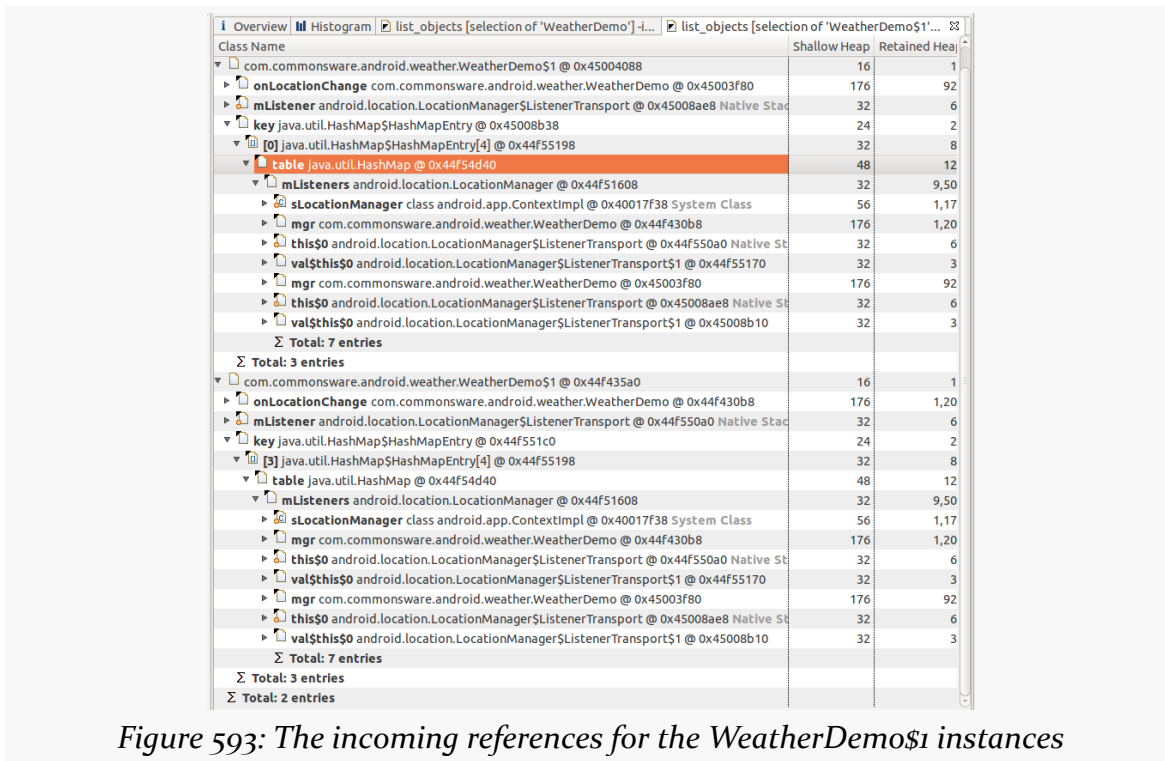 i Overview Histogram list_objects [selection of 'WeatherDemo'] -i... list_objects [selection of 'WeatherDemo$1'...
Class Name Shallow Heap Retained Hea
com.commonsware.android.weather.WeatherDemo$1 @ 0x45004088 16 1
onLocationChange com.commonsware.android.weather.WeatherDemo @ 0x45003f80 176 92
mListener android.location.LocationManager$ListenerTransport @ 0x45008ae8 Native Stac 32 6
key java.util.HashMap$HashMapEntry @ 0x45008b38 24 2
[0] java.util.HashMap$HashMapEntry[4] @ 0x44f55198 32 8
table java.util.HashMap @ 0x44f54d40 48 12
mListeners android.location.LocationManager @ 0x44f51608 32 9,50
sLocationManager class android.app.ContextImpl @ 0x40017f38 System Class 56 1,17
mgr com.commonsware.android.weather.WeatherDemo @ 0x44f430b8 176 1,20
this$0 android.location.LocationManager$ListenerTransport @ 0x44f550a0 Native St 32 6
val$this$0 android.location.LocationManager$ListenerTransport$1 @ 0x44f55170 32 3
mgr com.commonsware.android.weather.WeatherDemo @ 0x45003f80 176 92
this$0 android.location.LocationManager$ListenerTransport @ 0x45008ae8 Native St 32 6
val$this$0 android.location.LocationManager$ListenerTransport$1 @ 0x45008b10 32 3
Σ Total: 7 entries
Σ Total: 3 entries
com.commonsware.android.weather.WeatherDemo$1 @ 0x44f435a0 16 1
onLocationChange com.commonsware.android.weather.WeatherDemo @ 0x44f430b8 176 1,20
mListener android.location.LocationManager$ListenerTransport @ 0x44f550a0 Native Stac 32 6
key java.util.HashMap$HashMapEntry @ 0x44f551c0 24 2
[3] java.util.HashMap$HashMapEntry[4] @ 0x44f55198 32 8
table java.util.HashMap @ 0x44f54d40 48 12
mListeners android.location.LocationManager @ 0x44f51608 32 9,50
sLocationManager class android.app.ContextImpl @ 0x40017f38 System Class 56 1,17
mgr com.commonsware.android.weather.WeatherDemo @ 0x44f430b8 176 1,20
this$0 android.location.LocationManager$ListenerTransport @ 0x44f550a0 Native St 32 6
val$this$0 android.location.LocationManager$ListenerTransport$1 @ 0x44f55170 32 3
mgr com.commonsware.android.weather.WeatherDemo @ 0x45003f80 176 92
this$0 android.location.LocationManager$ListenerTransport @ 0x45008ae8 Native St 32 6
val$this$0 android.location.LocationManager$ListenerTransport$1 @ 0x45008b10 32 3
Σ Total: 7 entries
Σ Total: 3 entries
Σ Total: 2 entries
Figure 593: The incoming references for the WeatherDemo$1 instances